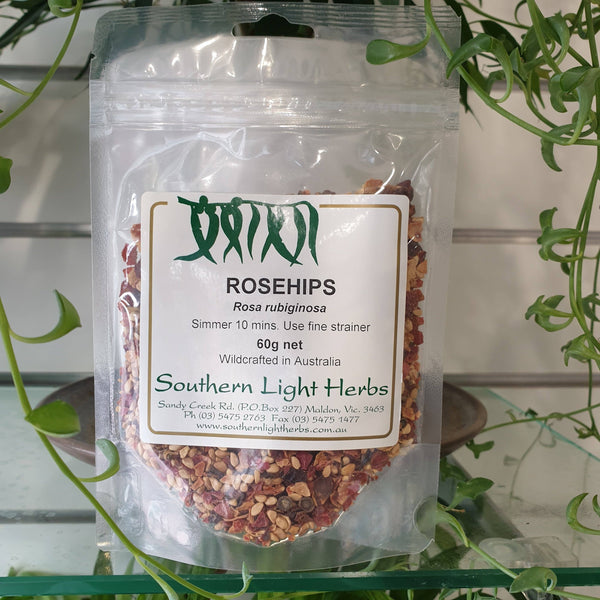 ROSEHIPS
Rosa rubiginosa
Simmer 10 mins. Use fine strainer
60g net
Wildcrafted in Australia
Southern Light Herbs
Sandy Creek Rd. (P.O.Box 227) Maldon, Vic. 3463
Ph (03) 5475 2763 Fax (03) 5475 1477
www.southernlightherbs.com.au